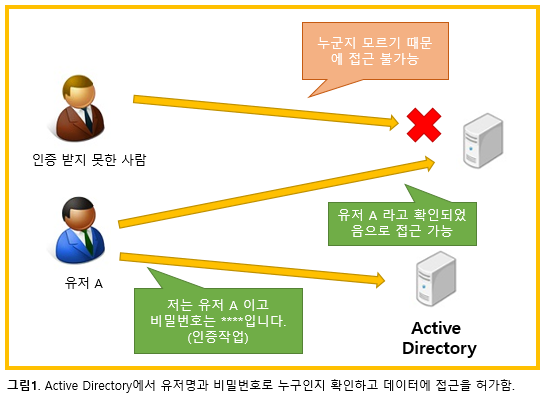 누군지 모르기 때문
에 접근 불가능
인증 받지 못한 사람
유저 A 라고 확인되었
음으로 접근 가능
유저 A
저는 유저 A 이고
비밀번호는 ****입니다.
(인증작업)
Active
Directory
그림1. Active Directory에서 유저명과 비밀번호로 누구인지 확인하고 데이터에 접근을 허가함.